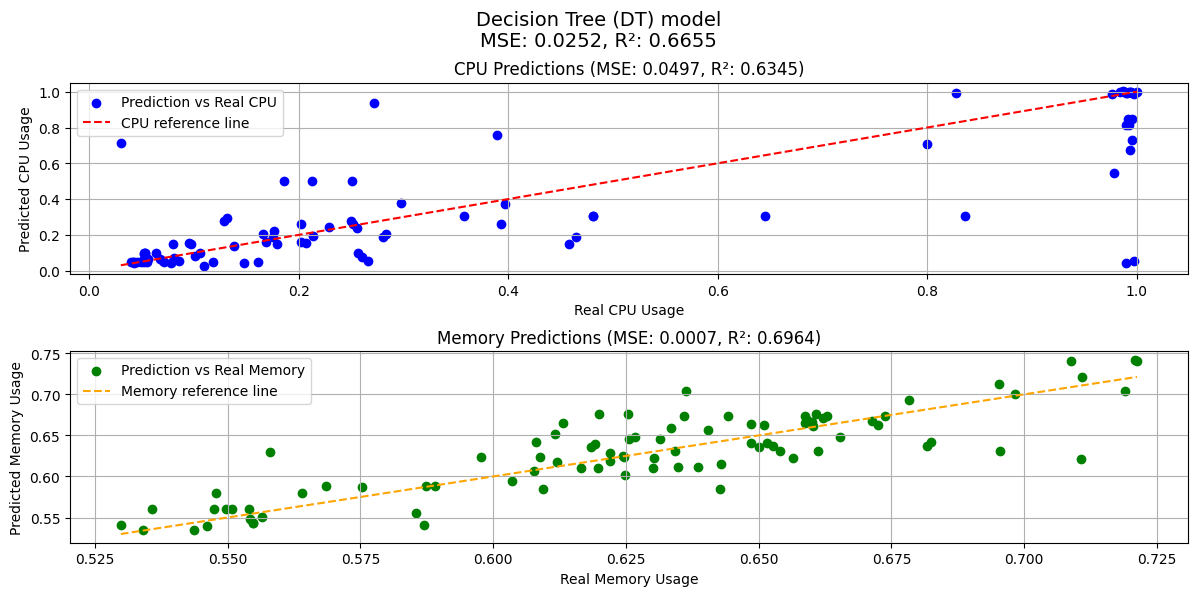 Decision Tree (DT) model
MSE: 0.0252, R²: 0.6655
CPU Predictions (MSE: 0.0497, R²: 0.6345)
Prediction vs Real CPU
CPU reference line
Predicted CPU Usage
1.0
0.8
0.6
0.4
0.2
0.0
0.0 0.2 0.4 0.6 0.8 1.0
Real CPU Usage
Memory Predictions (MSE: 0.0007, R²: 0.6964)
Prediction vs Real Memory
Memory reference line
Predicted Memory Usage
0.75
0.70
0.65
0.60
0.55
0.525 0.550 0.575 0.600 0.625 0.650 0.675 0.700 0.725
Real Memory Usage